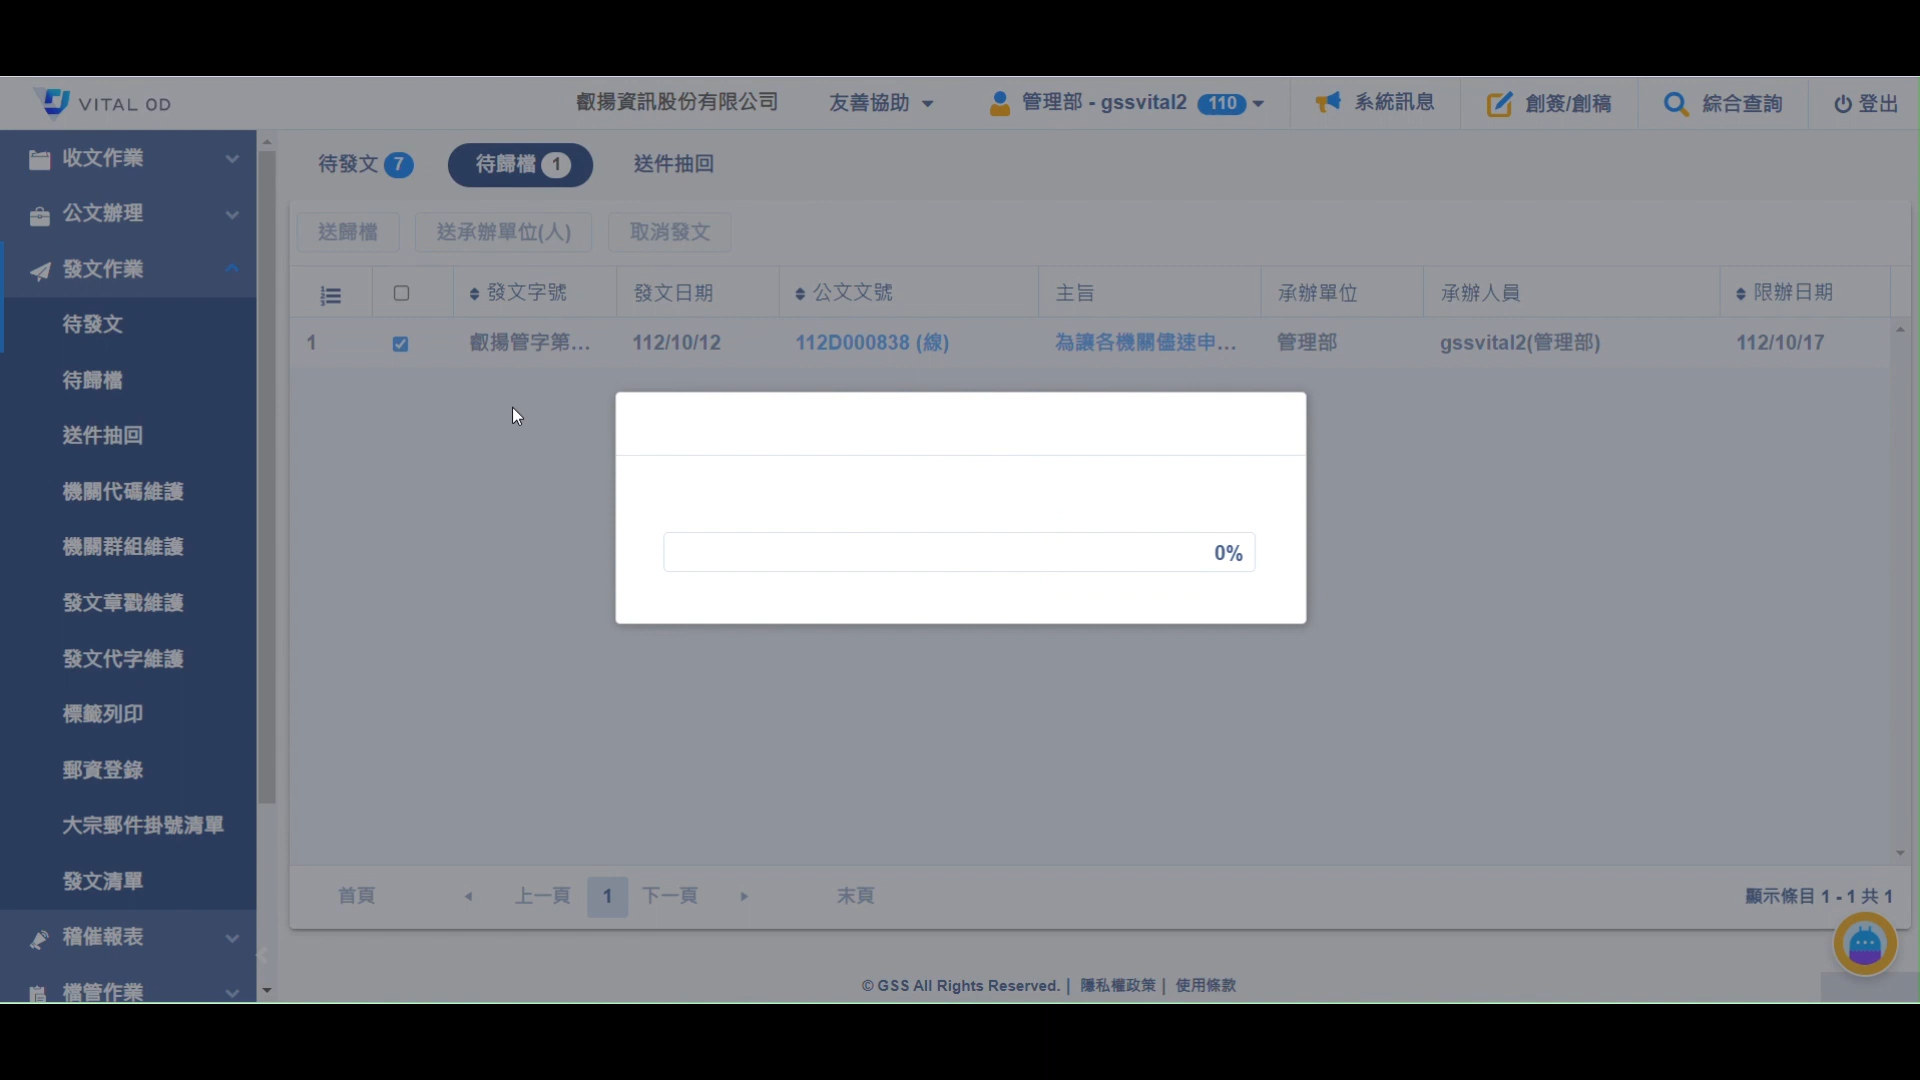 VITAL OD
叡揚資訊股份有限公司
友善協助
管理部 - gssvital2 110
系統訊息
創簽/創稿
綜合查詢
登出
收文作業
公文辦理
發文作業
待發文
待歸檔
送件抽回
機關代碼維護
機關群組維護
發文章戳維護
發文代字維護
標籤列印
郵資登錄
大宗郵件掛號清單
發文清單
稽催報表
檔管作業
待發文 7
待歸檔 1
送件抽回
送歸檔
送承辦單位(人)
取消發文
發文字號 發文日期 公文文號 主旨 承辦單位 承辦人員 限辦日期
1 叡揚管字第... 112/10/12 112D000838 (線) 為讓各機關儘速申... 管理部 gssvital2(管理部) 112/10/17
0%
首頁 上一頁 1 下一頁 末頁
顯示條目 1 - 1 共 1
© GSS All Rights Reserved. | 隱私權政策 | 使用條款